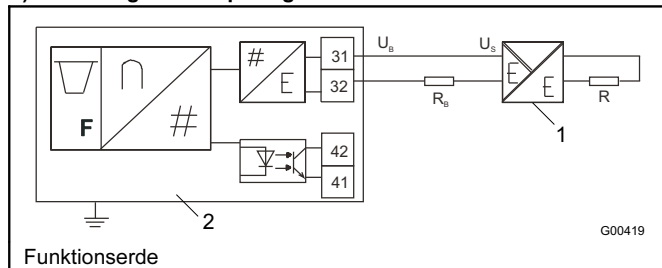 31
U_B
U_S
#
E
32
R_B
E
E
R
1
F
#
42
41
2
G00419
Funktionserde